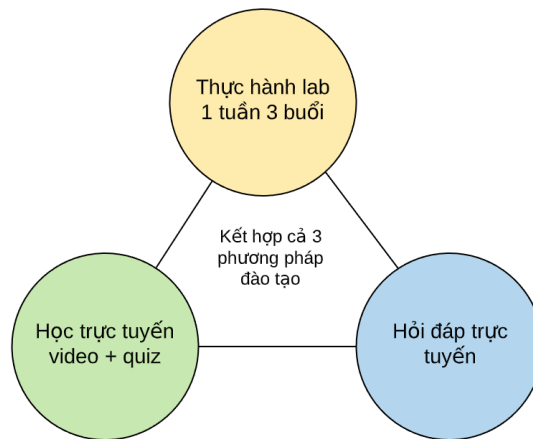 Thực hành lab
1 tuần 3 buổi
Kết hợp cả 3
phương pháp
đào tạo
Học trực tuyến
video + quiz
Hỏi đáp trực
tuyến